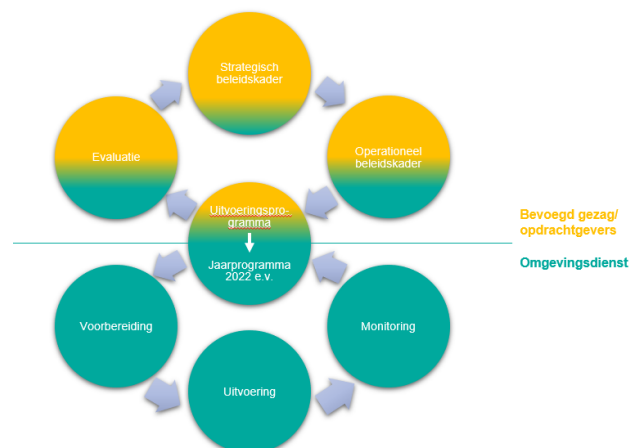 Strategisch
beleidskader
Evaluatie
Operationeel
beleidskader
Uitvoeringspro-
gramma
Jaarprogramma
2022 e.v.
Bevoegd gezag/
opdrachtgevers
Omgevingsdienst
Voorbereiding
Monitoring
Uitvoering